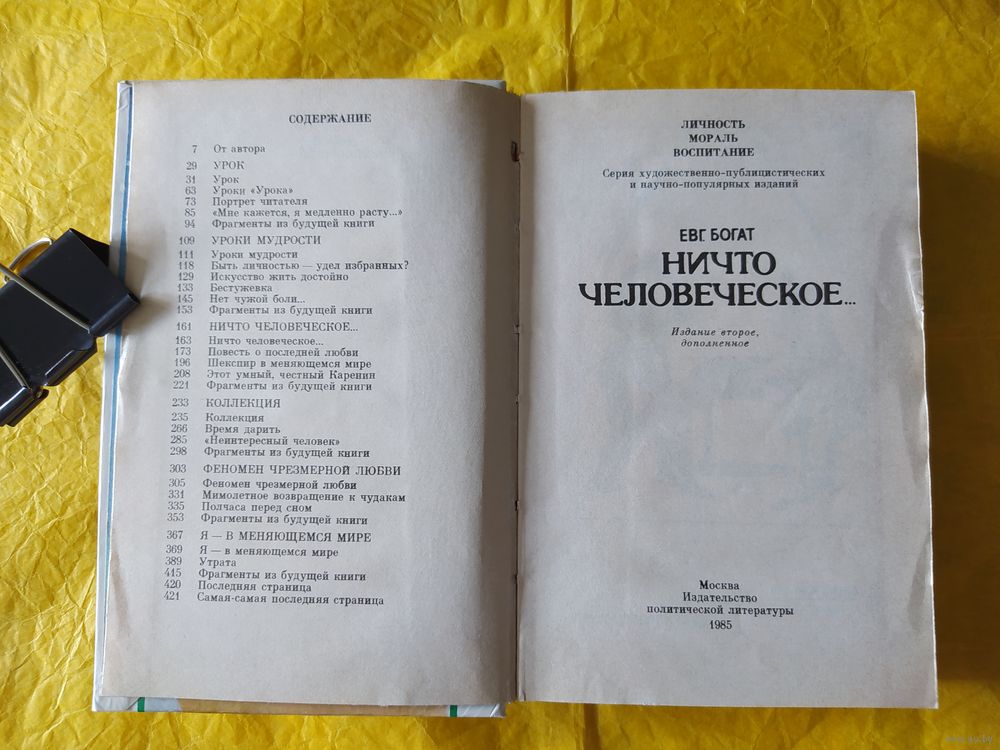 СОДЕРЖАНИЕ
7 От автора
29 УРОК
31 Урок
63 Уроки «Урока»
73 Портрет читателя
85 «Мне кажется, я медленно расту...»
94 Фрагменты из будущей книги
109 УРОКИ МУДРОСТИ
111 Уроки мудрости
118 Быть личностью — удел избранных?
129 Искусство жить достойно
133 Бестужевка
145 Нет чужой боли...
153 Фрагменты из будущей книги
161 НИЧТО ЧЕЛОВЕЧЕСКОЕ...
163 Ничто человеческое...
173 Повесть о последней любви
196 Шекспир в меняющемся мире
208 Этот умный, честный Каренин
221 Фрагменты из будущей книги
233 КОЛЛЕКЦИЯ
235 Коллекция
266 Время дарить
285 «Неинтересный человек»
298 Фрагменты из будущей книги
303 ФЕНОМЕН ЧРЕЗМЕРНОЙ ЛЮБВИ
305 Феномен чрезмерной любви
331 Мимолетное возвращение к чудакам
335 Полчаса перед сном
353 Фрагменты из будущей книги
367 Я — В МЕНЯЮЩЕМСЯ МИРЕ
369 Я — в меняющемся мире
389 Утрата
415 Фрагменты из будущей книги
420 Последняя страница
421 Самая-самая последняя страница
ЛИЧНОСТЬ
МОРАЛЬ
ВОСПИТАНИЕ
Серия художественно-публицистических
и научно-популярных изданий
ЕВГ. БОГАТ
НИЧТО
ЧЕЛОВЕЧЕСКОЕ...
Издание второе,
дополненное
Москва
Издательство
политической литературы
1985